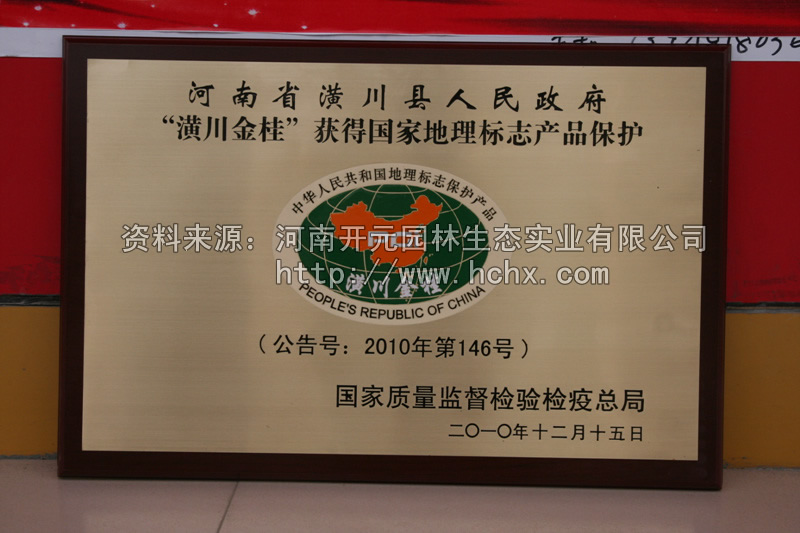 河南省潢川县人民政府
“潢川金桂”获得国家地理标志产品保护
中华人民共和国地理标志保护产品
资料来源：河南开元园林生态实业有限公司
http://www.hchx.com/
潢川金桂
PEOPLE'S REPUBLIC OF CHINA
（公告号：2010年第146号）
国家质量监督检验检疫总局
二〇一〇年十二月十五日